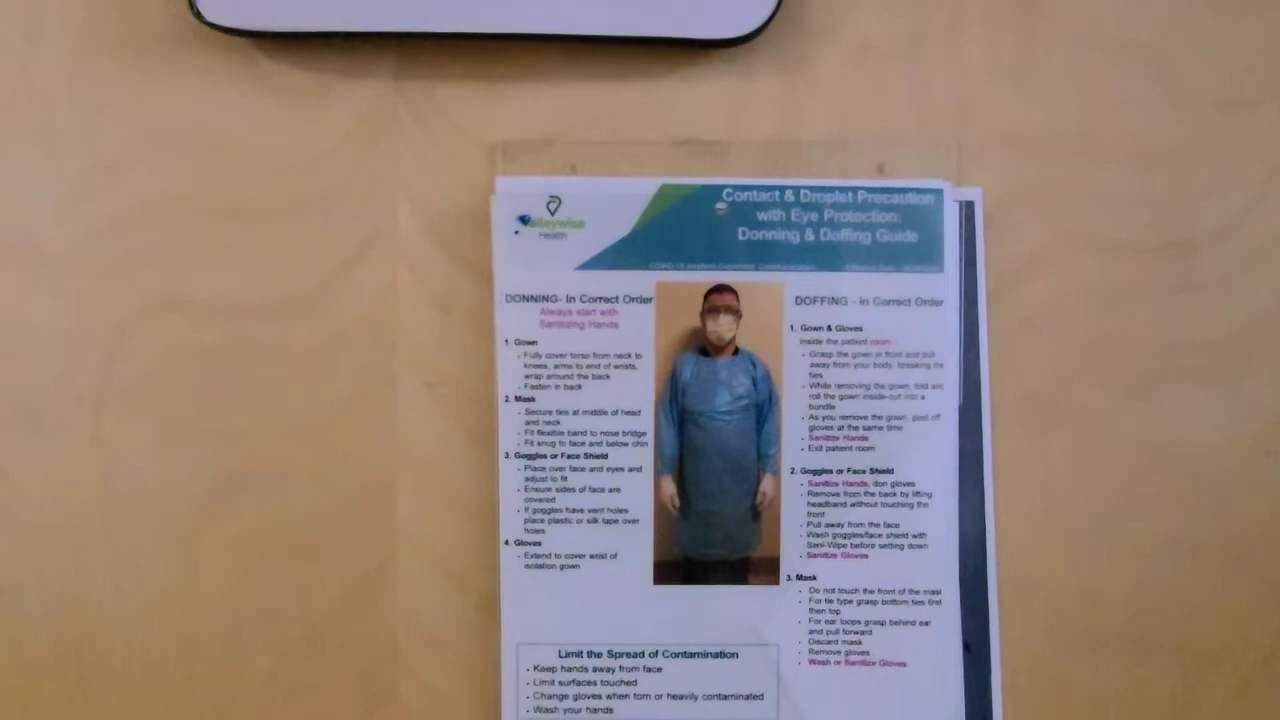 Valleywise
Health
Contact & Droplet Precaution
with Eye Protection:
Donning & Doffing Guide
DONNING- In Correct Order
Always start with
Sanitizing Hands
1. Gown
- Fully cover torso from neck to
knees, arms to end of wrists,
wrap around the back
- Fasten in back
2. Mask
- Secure ties at middle of head
and neck
- Fit flexible band to nose bridge
- Fit snug to face and below chin
3. Goggles or Face Shield
- Place over face and eyes and
adjust to fit
- Ensure sides of face are
covered
- If goggles have vent holes
place plastic or silk tape over
holes
4. Gloves
- Extend to cover wrist of
isolation gown
DOFFING - In Correct Order
1. Gown & Gloves
Inside the patient room
- Grasp the gown in front and pull
away from your body, breaking the
ties
- While removing the gown, fold and
roll the gown inside-out into a
bundle
- As you remove the gown, peel off
gloves at the same time
- Sanitize Hands
- Exit patient room
2. Goggles or Face Shield
- Sanitize Hands, don gloves
- Remove from the back by lifting
headband without touching the
front
- Pull away from the face
- Wash goggles/face shield with
Sani-Wipe before setting down
- Sanitize Gloves
3. Mask
- Do not touch the front of the mask
- For tie type grasp bottom ties first
then top
- For ear loops grasp behind ear
and pull forward
- Discard mask
- Remove gloves
- Wash or Sanitize Gloves
Limit the Spread of Contamination
- Keep hands away from face
- Limit surfaces touched
- Change gloves when torn or heavily contaminated
- Wash your hands